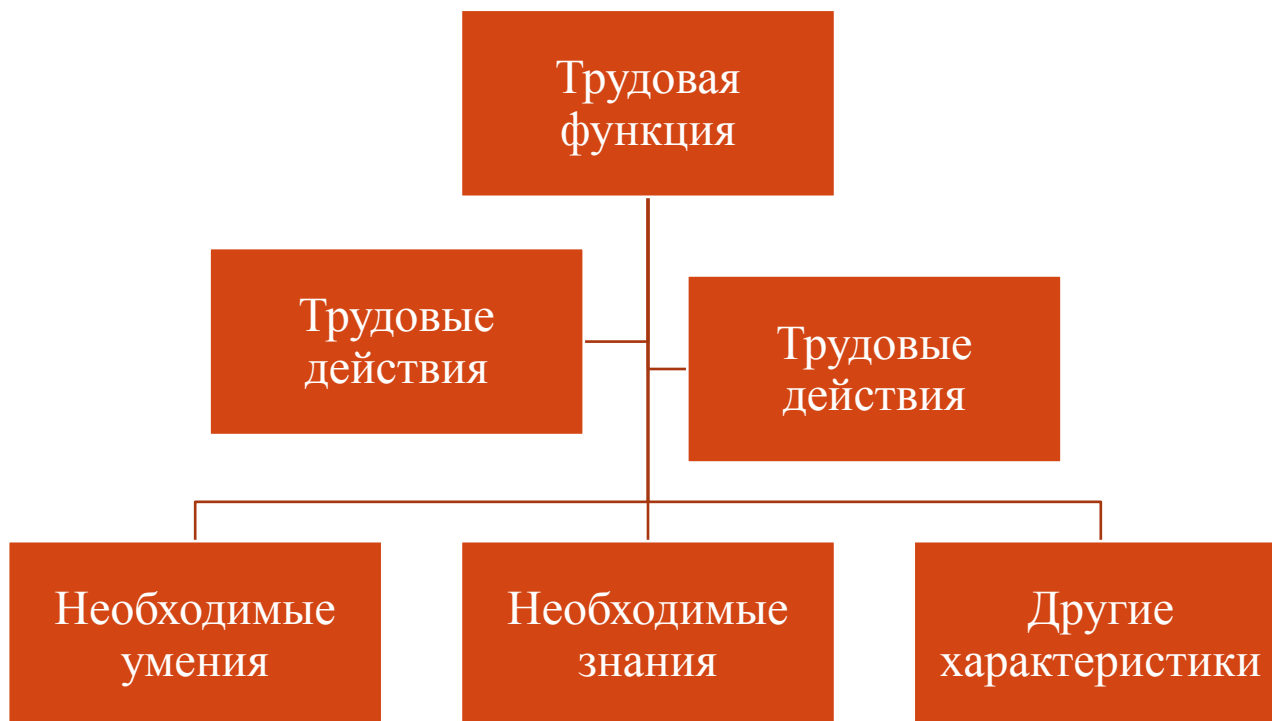 Трудовая
функция
Трудовые
действия
Трудовые
действия
Необходимые
умения
Необходимые
знания
Другие
характеристики